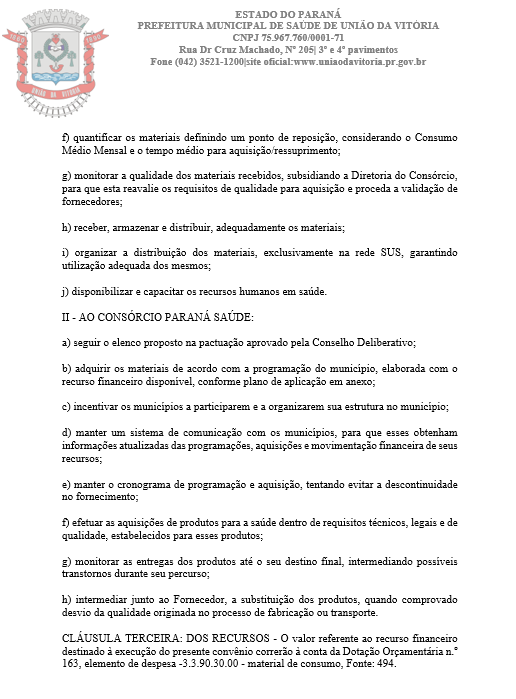 ESTADO DO PARANÁ
PREFEITURA MUNICIPAL DE SAÚDE DE UNIÃO DA VITÓRIA
CNPJ 75.967.760/0001-71
Rua Dr Cruz Machado, Nº 205| 3º e 4º pavimentos
Fone (042) 3521-1200|site oficial:www.uniaodavitoria.pr.gov.br
UNIÃO DA VITÓRIA
f) quantificar os materiais definindo um ponto de reposição, considerando o Consumo
Médio Mensal e o tempo médio para aquisição/ressuprimento;
g) monitorar a qualidade dos materiais recebidos, subsidiando a Diretoria do Consórcio,
para que esta reavalie os requisitos de qualidade para aquisição e proceda a validação de
fornecedores;
h) receber, armazenar e distribuir, adequadamente os materiais;
i) organizar a distribuição dos materiais, exclusivamente na rede SUS, garantindo
utilização adequada dos mesmos;
j) disponibilizar e capacitar os recursos humanos em saúde.
II - AO CONSÓRCIO PARANÁ SAÚDE:
a) seguir o elenco proposto na pactuação aprovado pela Conselho Deliberativo;
b) adquirir os materiais de acordo com a programação do município, elaborada com o
recurso financeiro disponível, conforme plano de aplicação em anexo;
c) incentivar os municípios a participarem e a organizarem sua estrutura no município;
d) manter um sistema de comunicação com os municípios, para que esses obtenham
informações atualizadas das programações, aquisições e movimentação financeira de seus
recursos;
e) manter o cronograma de programação e aquisição, tentando evitar a descontinuidade
no fornecimento;
f) efetuar as aquisições de produtos para a saúde dentro de requisitos técnicos, legais e de
qualidade, estabelecidos para esses produtos;
g) monitorar as entregas dos produtos até o seu destino final, intermediando possíveis
transtornos durante seu percurso;
h) intermediar junto ao Fornecedor, a substituição dos produtos, quando comprovado
desvio da qualidade originada no processo de fabricação ou transporte.
CLÁUSULA TERCEIRA: DOS RECURSOS - O valor referente ao recurso financeiro
destinado à execução do presente convênio correrão à conta da Dotação Orçamentária n.º
163, elemento de despesa -3.3.90.30.00 - material de consumo, Fonte: 494.